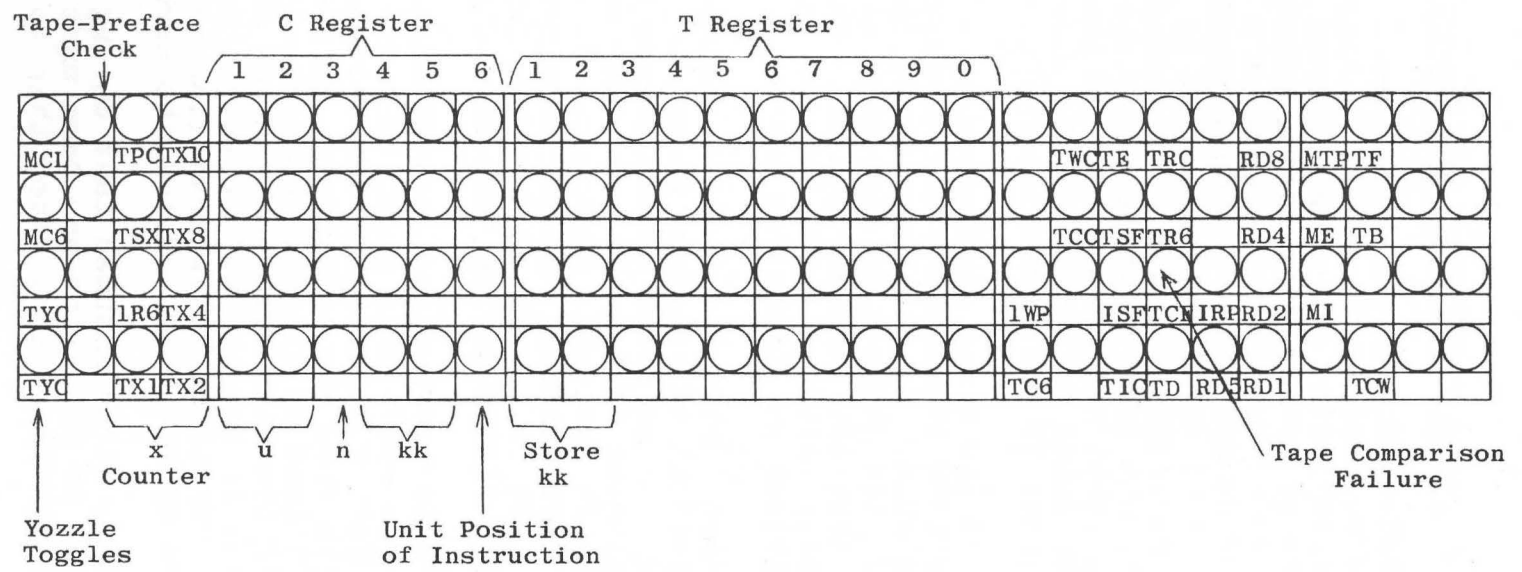 Tape-Preface
Check
C Register
T Register
1 2 3 4 5 6
1 2 3 4 5 6 7 8 9 0
MCL TPC TX10 TWC TE TRC RD8 MTP TF
MC6 TSX TX8 TCC TSF TR6 RD4 ME TB
TYC 1R6 TX4 1WP ISF TCF IRP RD2 MI
TYC TX1 TX2 TC6 TIC TD RD5 RD1 TCW
x
Counter
u
n
kk
Store
kk
Tape Comparison
Failure
Yozzle
Toggles
Unit Position
of Instruction